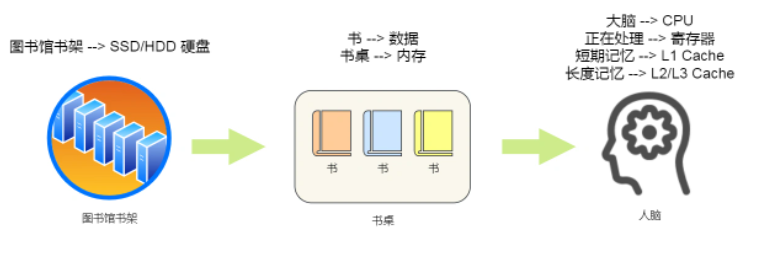 图书馆书架 --> SSD/HDD 硬盘
书 --> 数据
书桌 --> 内存
大脑 --> CPU
正在处理 --> 寄存器
短期记忆 --> L1 Cache
长度记忆 --> L2/L3 Cache
书 书 书
图书馆书架
书桌
人脑